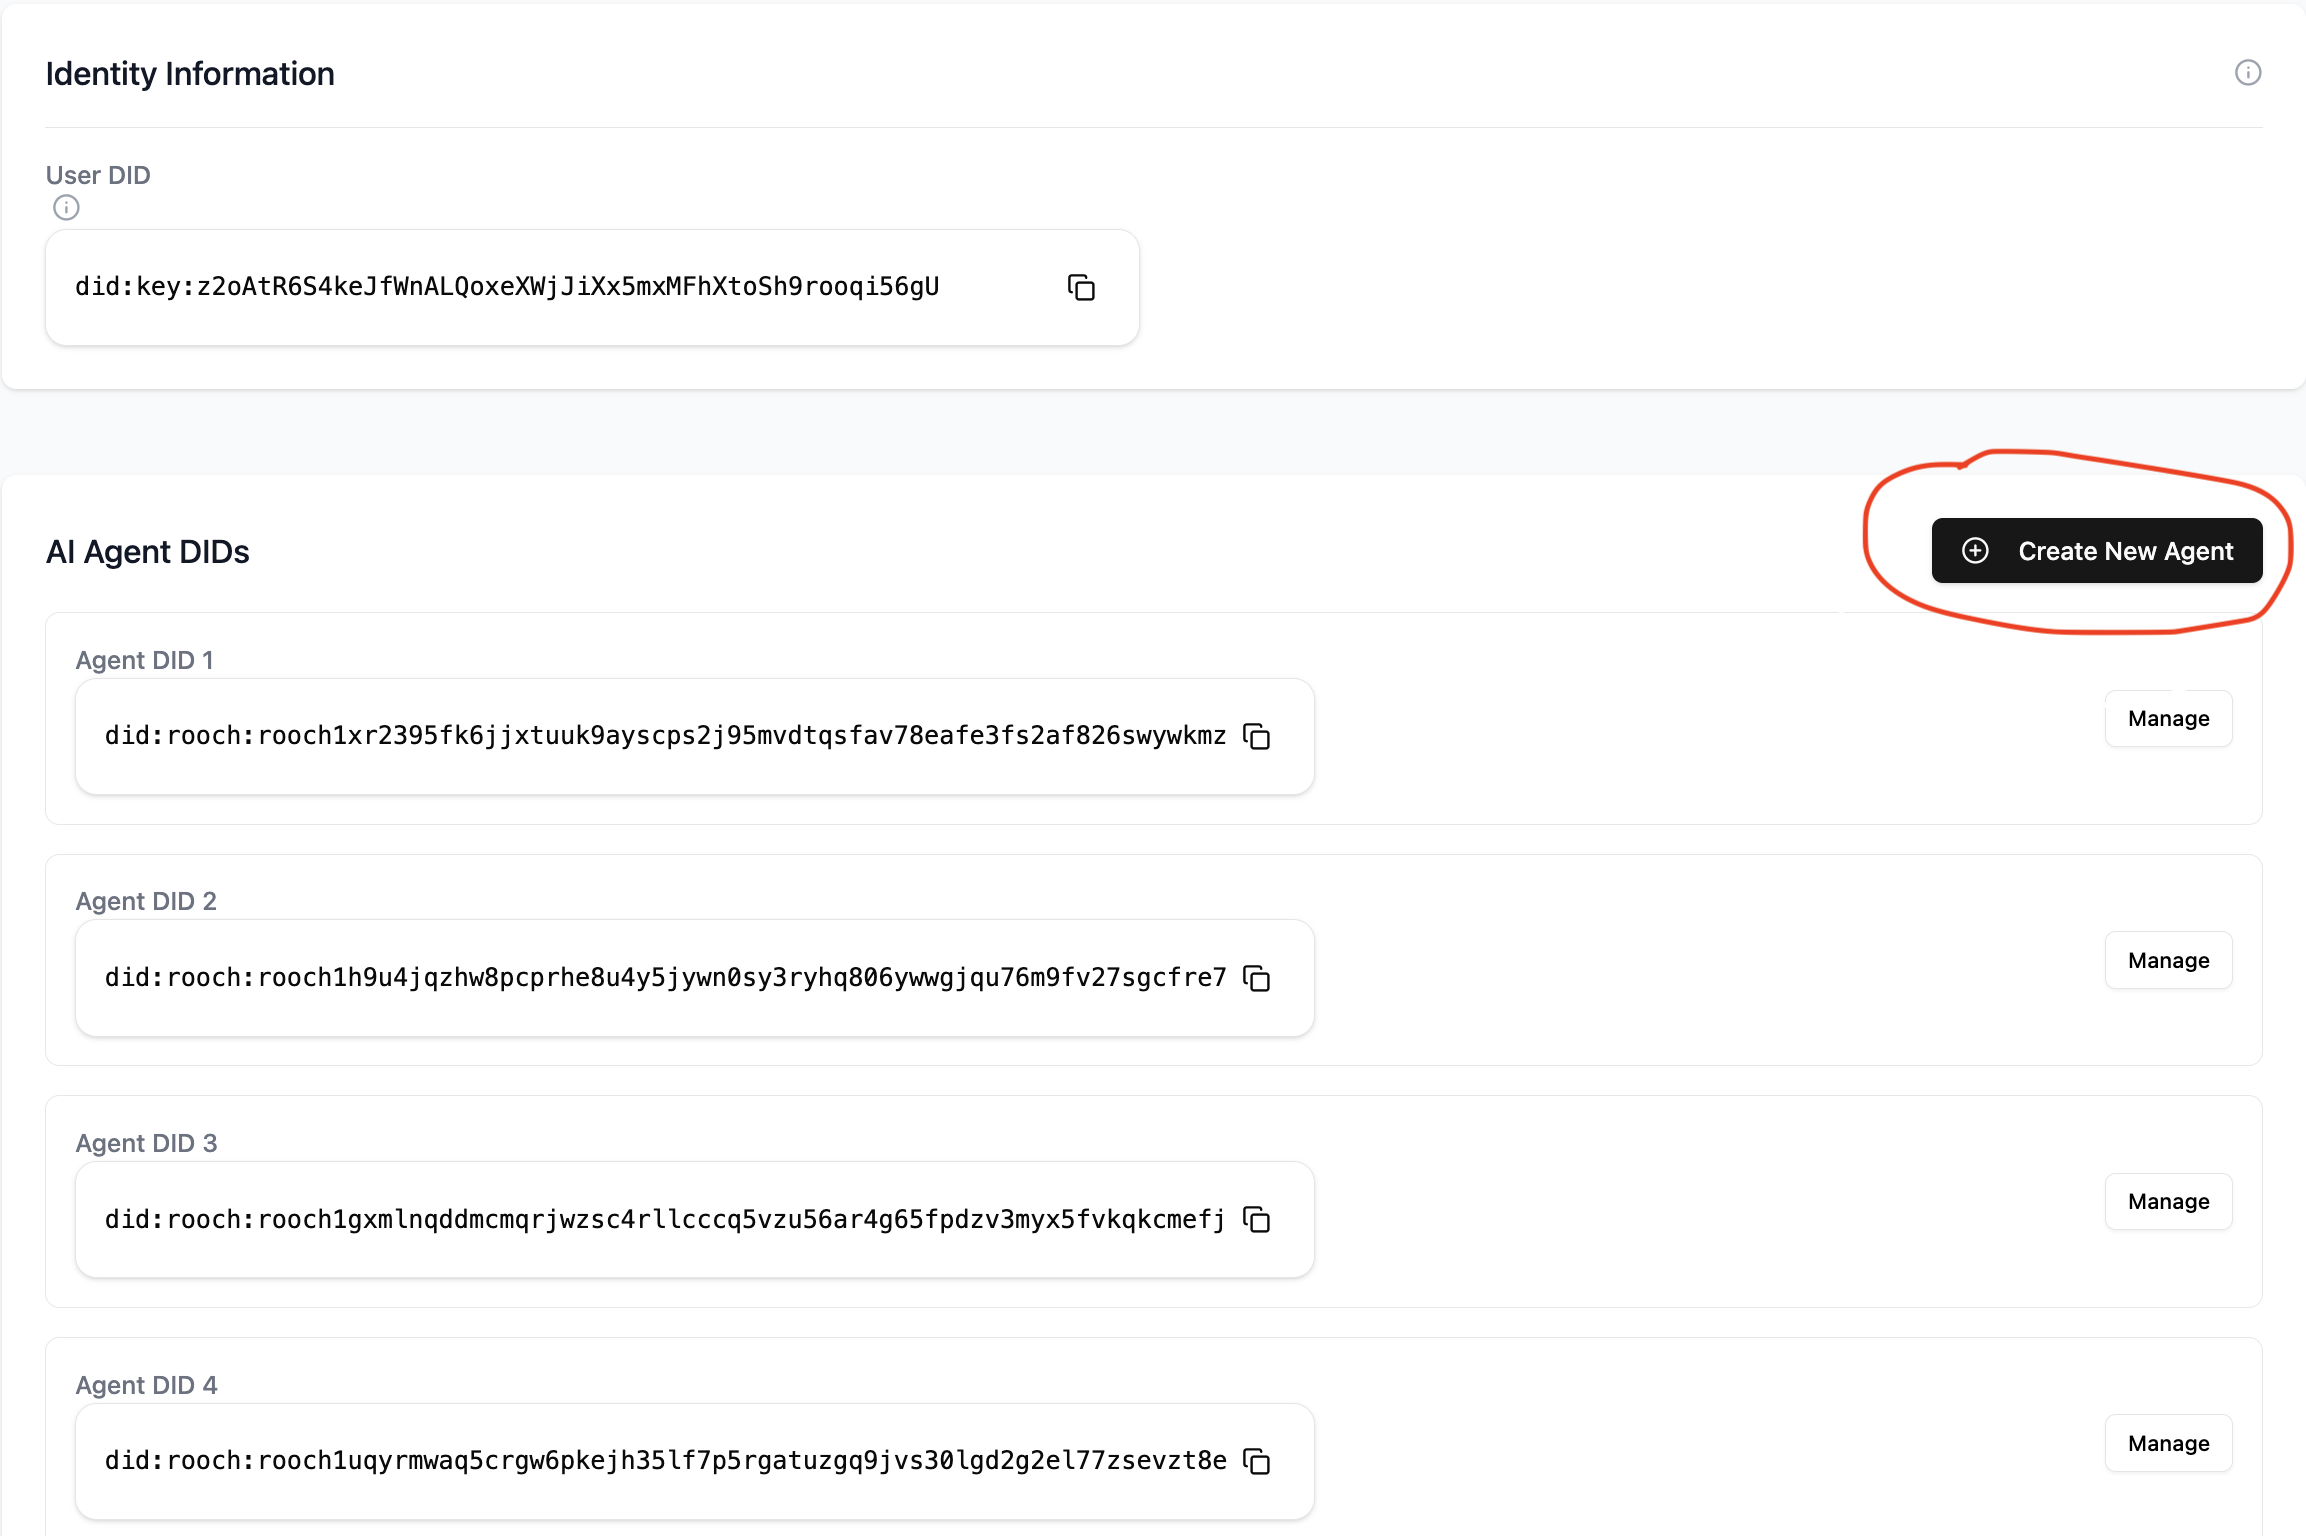 Identity Information
User DID
did:key:z2oAtR6S4keJfWnALQoxeXWjJiXx5mxMFhXtoSh9rooqi56gU
AI Agent DIDs
Create New Agent
Agent DID 1
did:rooch:rooch1xr2395fk6jjxtuuk9ayscps2j95mvdtqsfav78eafe3fs2af826swywkmz
Manage
Agent DID 2
did:rooch:rooch1h9u4jqzhw8pcprhe8u4y5jywn0sy3ryhq806ywwgjqu76m9fv27sgcfre7
Manage
Agent DID 3
did:rooch:rooch1gxmlnqddmcmqrjwzsc4rllcccq5vzu56ar4g65fpdzv3myx5fvkqkcmefj
Manage
Agent DID 4
did:rooch:rooch1uqyrmwaq5crgw6pkejh35lf7p5rgatuzgq9jvs30lgd2g2el77zsevzt8e
Manage